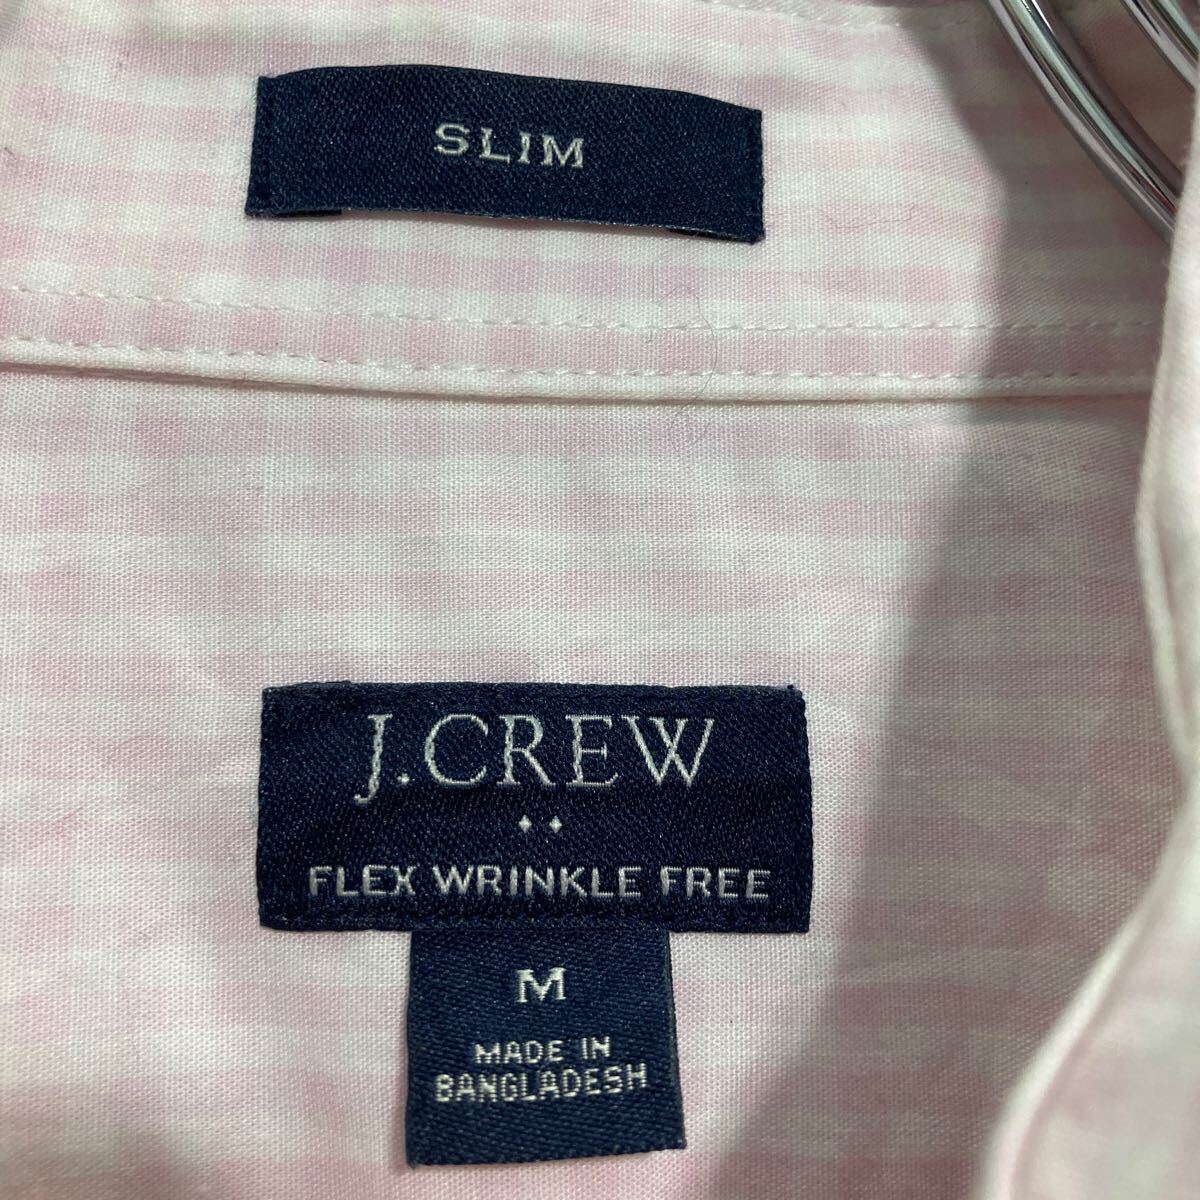 SLIM
J.CREW
FLEX WRINKLE FREE
M
MADE IN
BANGLADESH